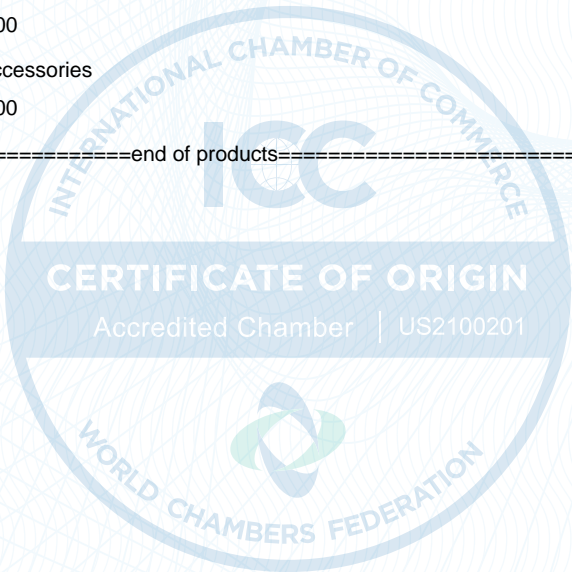 00
ccessories
00
===========end of products=========================
INTERNATIONAL CHAMBER OF COMMERCE
ICC
CERTIFICATE OF ORIGIN
Accredited Chamber | US2100201
WORLD CHAMBERS FEDERATION